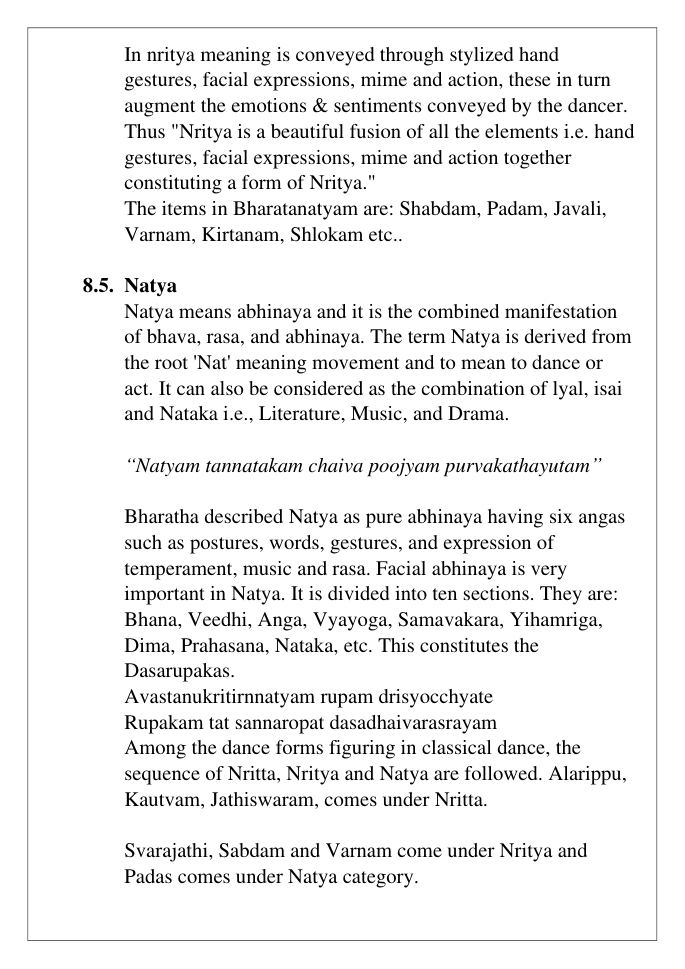 In nritya meaning is conveyed through stylized hand
gestures, facial expressions, mime and action, these in turn
augment the emotions & sentiments conveyed by the dancer.
Thus "Nritya is a beautiful fusion of all the elements i.e. hand
gestures, facial expressions, mime and action together
constituting a form of Nritya."
The items in Bharatanatyam are: Shabdam, Padam, Javali,
Varnam, Kirtanam, Shlokam etc..
8.5. Natya
Natya means abhinaya and it is the combined manifestation
of bhava, rasa, and abhinaya. The term Natya is derived from
the root 'Nat' meaning movement and to mean to dance or
act. It can also be considered as the combination of lyal, isai
and Nataka i.e., Literature, Music, and Drama.
“Natyam tannatakam chaiva poojyam purvakathayutam”
Bharatha described Natya as pure abhinaya having six angas
such as postures, words, gestures, and expression of
temperament, music and rasa. Facial abhinaya is very
important in Natya. It is divided into ten sections. They are:
Bhana, Veedhi, Anga, Vyayoga, Samavakara, Yihamriga,
Dima, Prahasana, Nataka, etc. This constitutes the
Dasarupakas.
Avastanukritirnnatyam rupam drisyocchyate
Rupakam tat sannaropat dasadhaivarasrayam
Among the dance forms figuring in classical dance, the
sequence of Nritta, Nritya and Natya are followed. Alarippu,
Kautvam, Jathiswaram, comes under Nritta.
Svarajathi, Sabdam and Varnam come under Nritya and
Padas comes under Natya category.